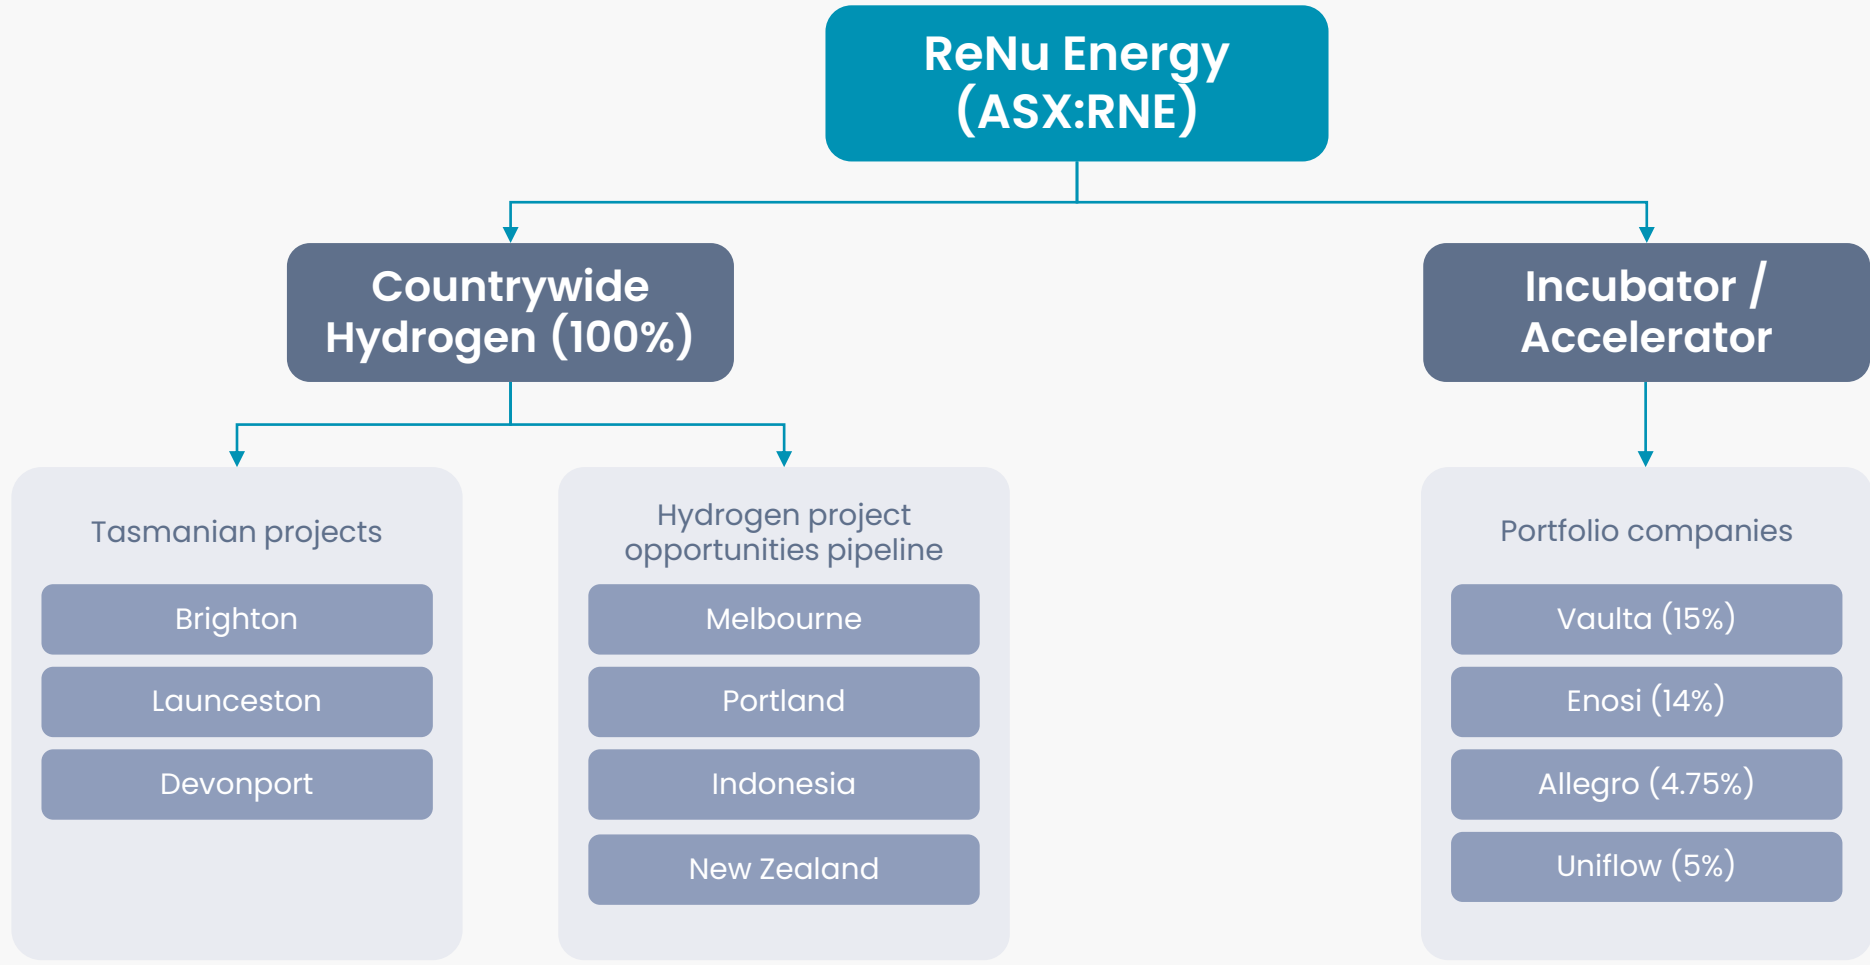 ReNu Energy
(ASX:RNE)
Countrywide
Hydrogen (100%)
Incubator /
Accelerator
Tasmanian projects
Brighton
Launceston
Devonport
Hydrogen project
opportunities pipeline
Melbourne
Portland
Indonesia
New Zealand
Portfolio companies
Vaulta (15%)
Enosi (14%)
Allegro (4.75%)
Uniflow (5%)